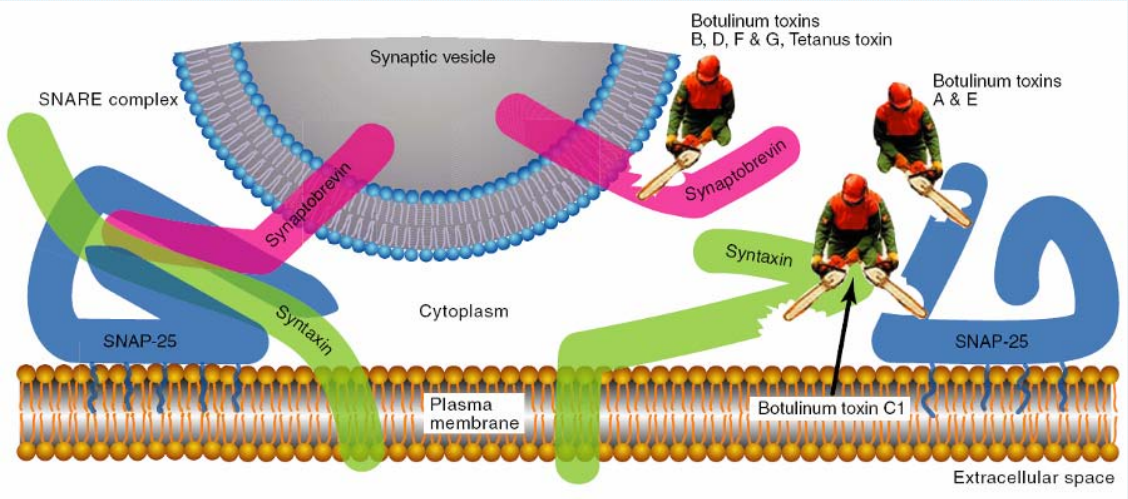 Botulinum toxins
B, D, F & G, Tetanus toxin
Synaptic vesicle
Botulinum toxins
A & E
SNARE complex
Synaptobrevin
Synaptobrevin
Syntaxin
Cytoplasm
Syntaxin
SNAP-25
SNAP-25
Plasma
membrane
Botulinum toxin C1
Extracellular space